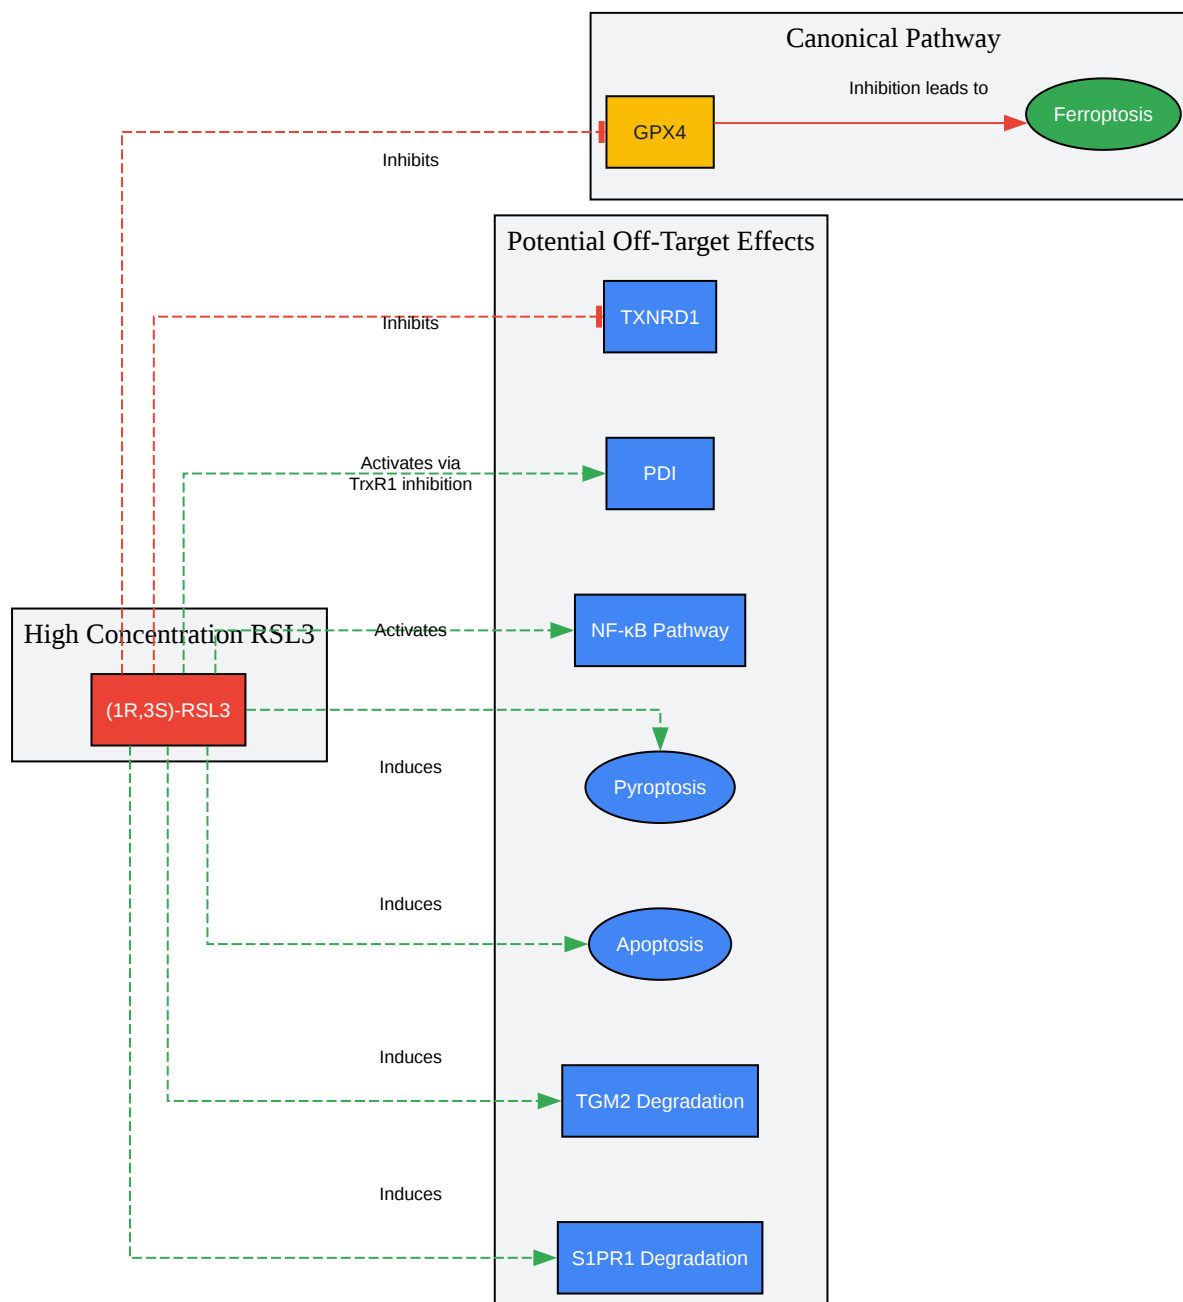 Canonical Pathway
Inhibition leads to
GPX4
Ferroptosis
Inhibits
Potential Off-Target Effects
Inhibits
TXNRD1
Activates via
TrxR1 inhibition
PDI
High Concentration RSL3
Activates
NF-κB Pathway
(1R,3S)-RSL3
Induces
Pyroptosis
Induces
Apoptosis
Induces
TGM2 Degradation
Induces
S1PR1 Degradation